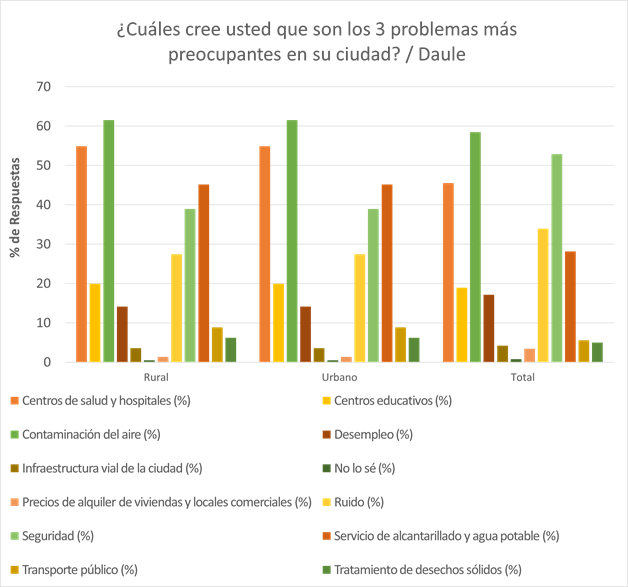 ¿Cuáles cree usted que son los 3 problemas más
preocupantes en su ciudad? / Daule
% de Respuestas
70
60
50
40
30
20
10
0
Rural
Urbano
Total
Centros de salud y hospitales (%)
Centros educativos (%)
Contaminación del aire (%)
Desempleo (%)
Infraestructura vial de la ciudad (%)
No lo sé (%)
Precios de alquiler de viviendas y locales comerciales (%)
Ruido (%)
Seguridad (%)
Servicio de alcantarillado y agua potable (%)
Transporte público (%)
Tratamiento de desechos sólidos (%)